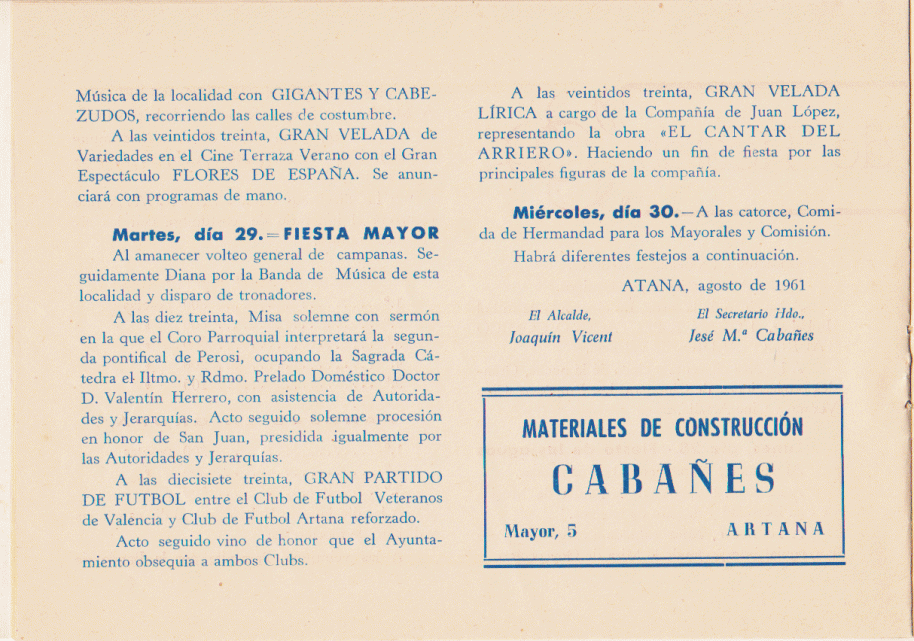 Música de la localidad con GIGANTES Y CABE-
ZUDOS, recorriendo las calles de costumbre.
A las veintidos treinta, GRAN VELADA de
Variedades en el Cine Terraza Verano con el Gran
Espectáculo FLORES DE ESPAÑA. Se anun-
ciará con programas de mano.
Martes, día 29.=FIESTA MAYOR
Al amanecer volteo general de campanas. Se-
guidamente Diana por la Banda de Música de esta
localidad y disparo de tronadores.
A las diez treinta, Misa solemne con sermón
en la que el Coro Parroquial interpretará la segun-
da pontifical de Perosi, ocupando la Sagrada Cá-
tedra el Iltmo. y Rdmo. Prelado Doméstico Doctor
D. Valentín Herrero, con asistencia de Autorida-
des y Jerarquías. Acto seguido solemne procesión
en honor de San Juan, presidida igualmente por
las Autoridades y Jerarquías.
A las diecisiete treinta, GRAN PARTIDO
DE FUTBOL entre el Club de Futbol Veteranos
de Valencia y Club de Futbol Artana reforzado.
Acto seguido vino de honor que el Ayunta-
miento obsequia a ambos Clubs.
A las veintidos treinta, GRAN VELADA
LÍRICA a cargo de la Compañía de Juan López,
representando la obra «EL CANTAR DEL
ARRIERO». Haciendo un fin de fiesta por las
principales figuras de la compañía.
Miércoles, día 30.—A las catorce, Comi-
da de Hermandad para los Mayorales y Comisión.
Habrá diferentes festejos a continuación.
ATANA, agosto de 1961
El Alcalde,
Joaquín Vicent
El Secretario Hdo.,
Jesé M.ª Cabañes
MATERIALES DE CONSTRUCCIÓN
CABAÑES
Mayor, 5 ARTANA